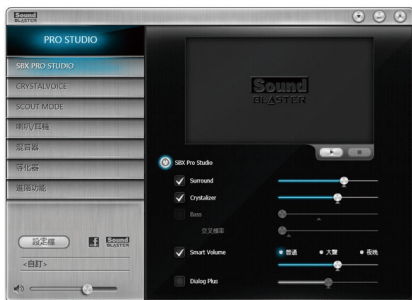 Sound
BLASTER
PRO STUDIO
SBX PRO STUDIO
CRYSTALVOICE
SCOUT MODE
喇叭/耳機
混音器
等化器
進階功能
設定檔
Sound
BLASTER
<自訂>
Sound
BLASTER
SBX Pro Studio
Surround
Crystalizer
Bass
交叉頻率
Smart Volume
普通
大聲
夜晚
Dialog Plus